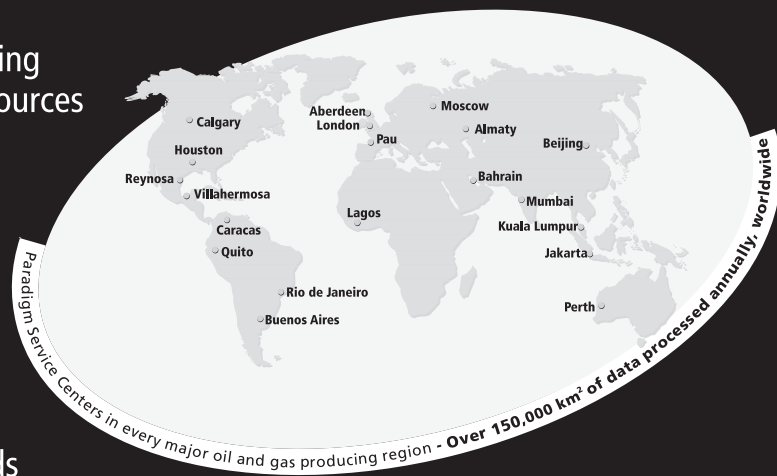 ing
ources
Calgary
Houston
Reynosa
Villahermosa
Caracas
Quito
Rio de Janeiro
Buenos Aires
Aberdeen
London
Pau
Moscow
Almaty
Beijing
Bahrain
Mumbai
Lagos
Kuala Lumpur
Jakarta
Perth
Paradigm Service Centers in every major oil and gas producing region - Over 150,000 km² of data processed annually, worldwide
ds